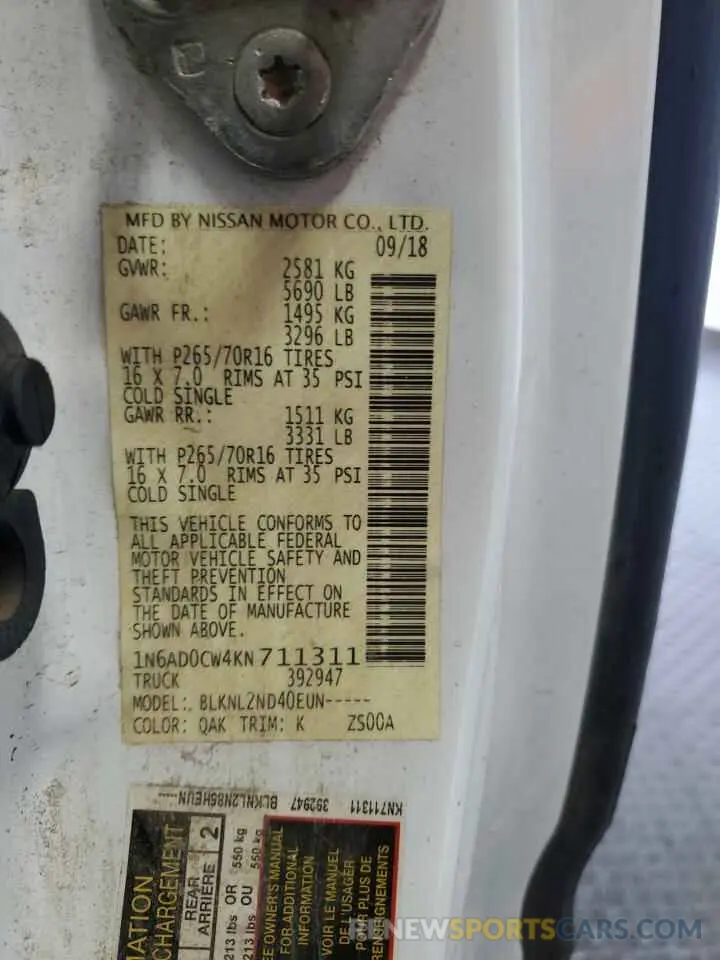 MFD BY NISSAN MOTOR CO., LTD.
DATE: 09/18
GVWR: 2581 KG
5690 LB
GAWR FR.: 1495 KG
3296 LB
WITH P265/70R16 TIRES
16 X 7.0 RIMS AT 35 PSI
COLD SINGLE
GAWR RR.: 1511 KG
3331 LB
WITH P265/70R16 TIRES
16 X 7.0 RIMS AT 35 PSI
COLD SINGLE
THIS VEHICLE CONFORMS TO
ALL APPLICABLE FEDERAL
MOTOR VEHICLE SAFETY AND
THEFT PREVENTION
STANDARDS IN EFFECT ON
THE DATE OF MANUFACTURE
SHOWN ABOVE.
1N6AD0CW4KN711311
TRUCK 392947
MODEL: BLKNL2ND40EUN-----
COLOR: QAK TRIM: K ZS00A
KN711311 392947 BLKNL2N86HEUN-----
MATION
CHARGEMENT
REAR 2
ARRIÈRE
550 kg OR 213 lbs
550 kg OU 213 lbs
EE OWNER'S MANUAL
FOR ADDITIONAL
INFORMATION
VOIR LE MANUEL
DE L'USAGER
POUR PLUS DE
RENSEIGNEMENTS
RENEWSPORTSCARS.COM